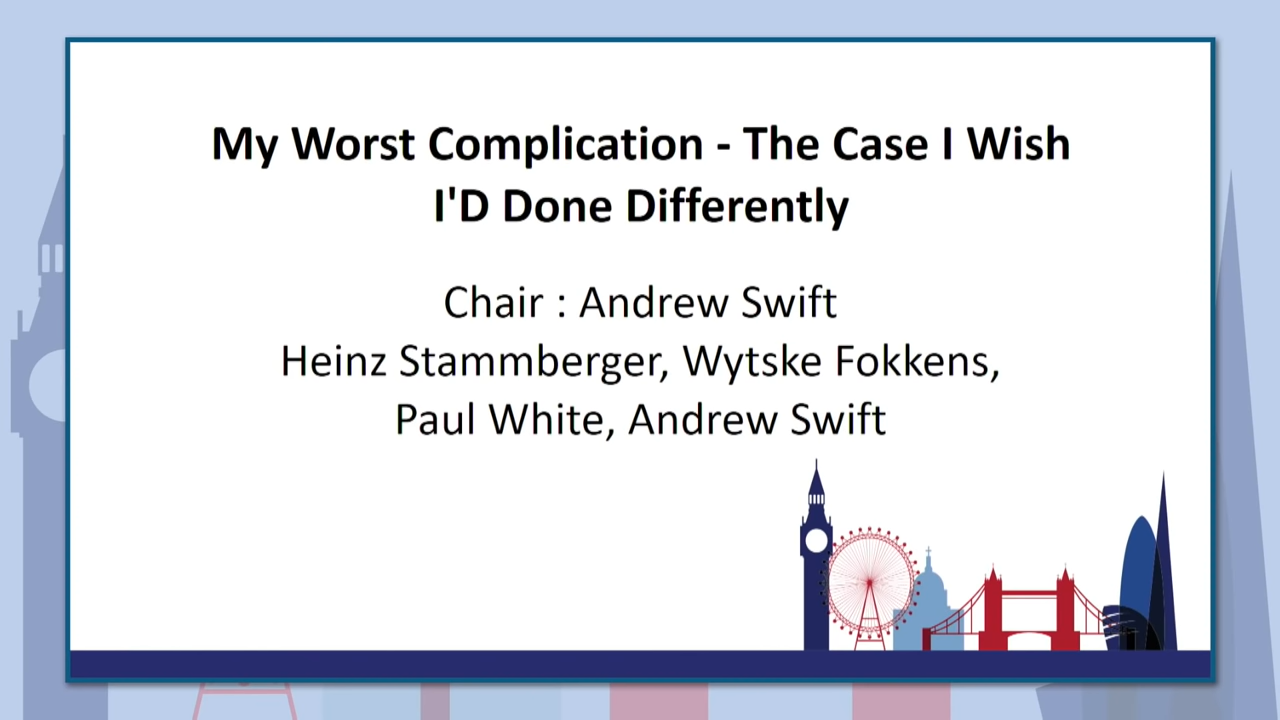 My Worst Complication - The Case I Wish
I'D Done Differently
Chair : Andrew Swift
Heinz Stammberger, Wytske Fokkens,
Paul White, Andrew Swift